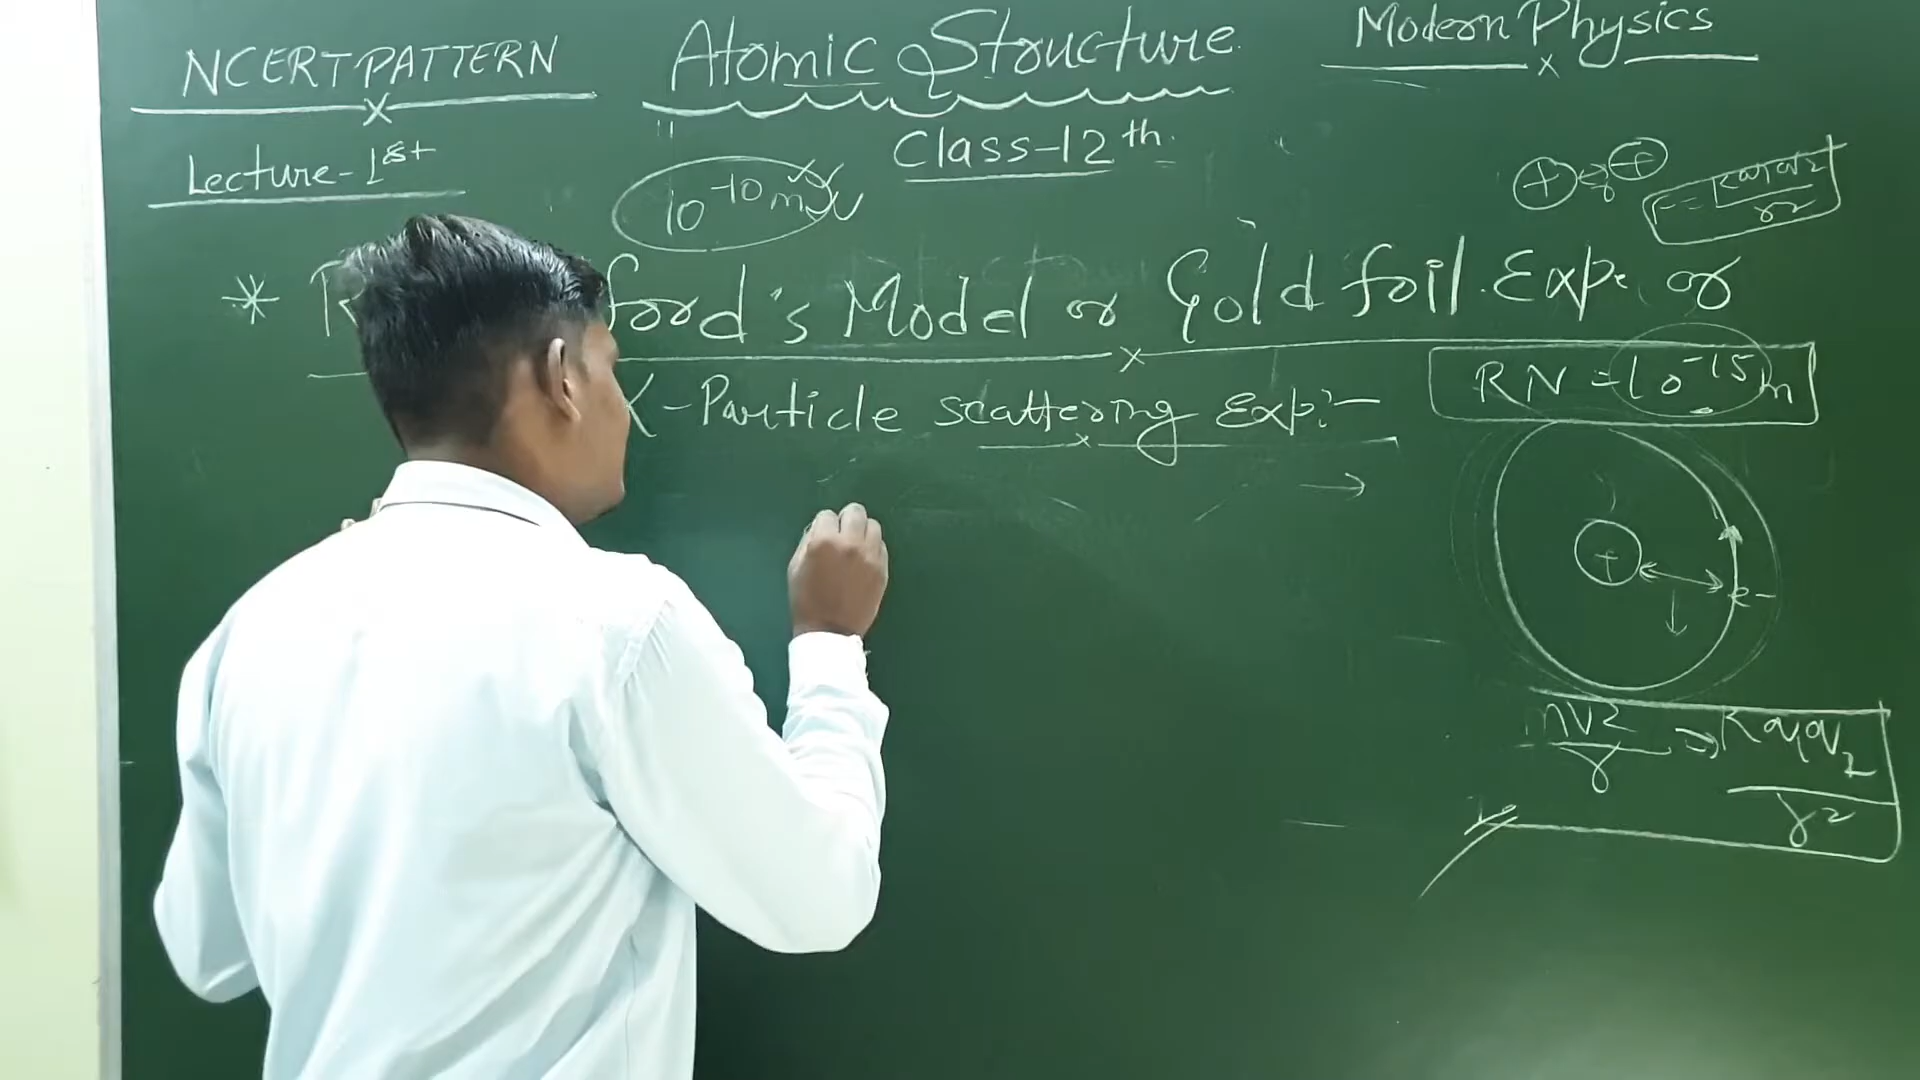 NCERT PATTERN
Atomic Structure
Modern Physics
Lecture-1st
Class-12th
10-10m
F = Kq1q2
r2
* ford's Model or Gold foil Exp. or
α-Particle scattering Exp:-
RN = 10-15m
+
e-
mv2
r
Kq1q2
r2